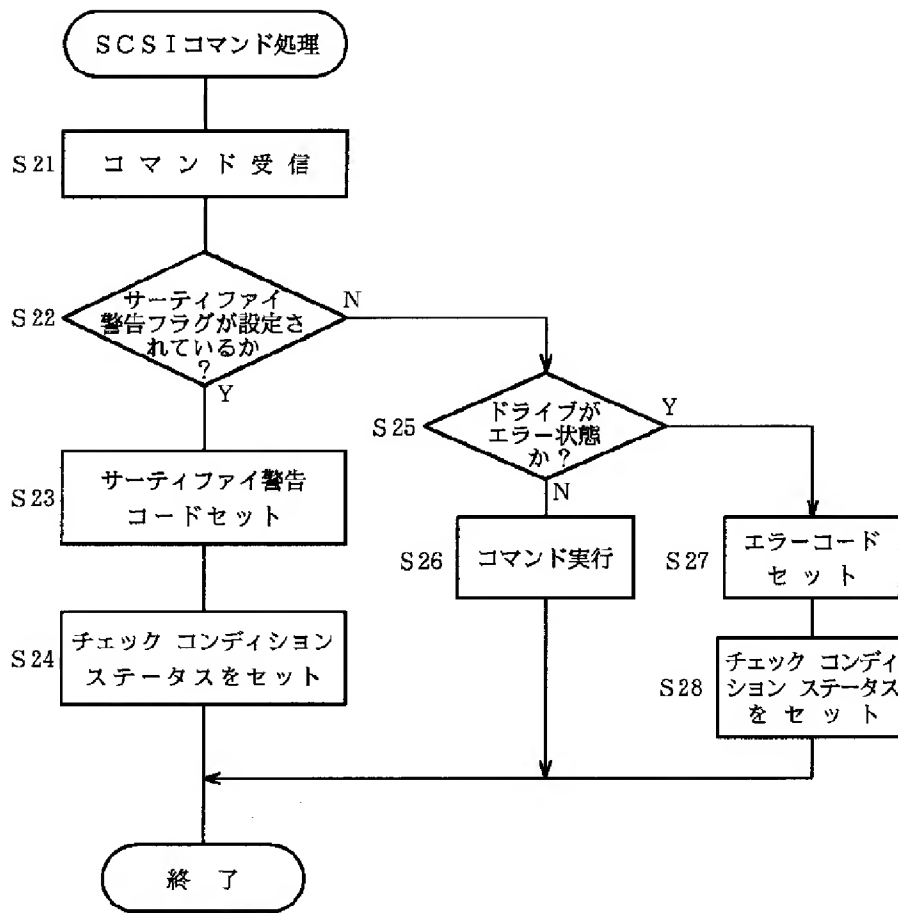 SCSIコマンド処理
S21
コマンド受信
S22
サーティファイ
警告フラグが設定さ
れているか
?
N
Y
S23
サーティファイ警告
コードセット
S24
チェック コンディション
ステータスをセット
S25
ドライブが
エラー状態
か?
Y
N
S26
コマンド実行
S27
エラーコード
セット
S28
チェック コンディ
ション ステータス
をセット
終了